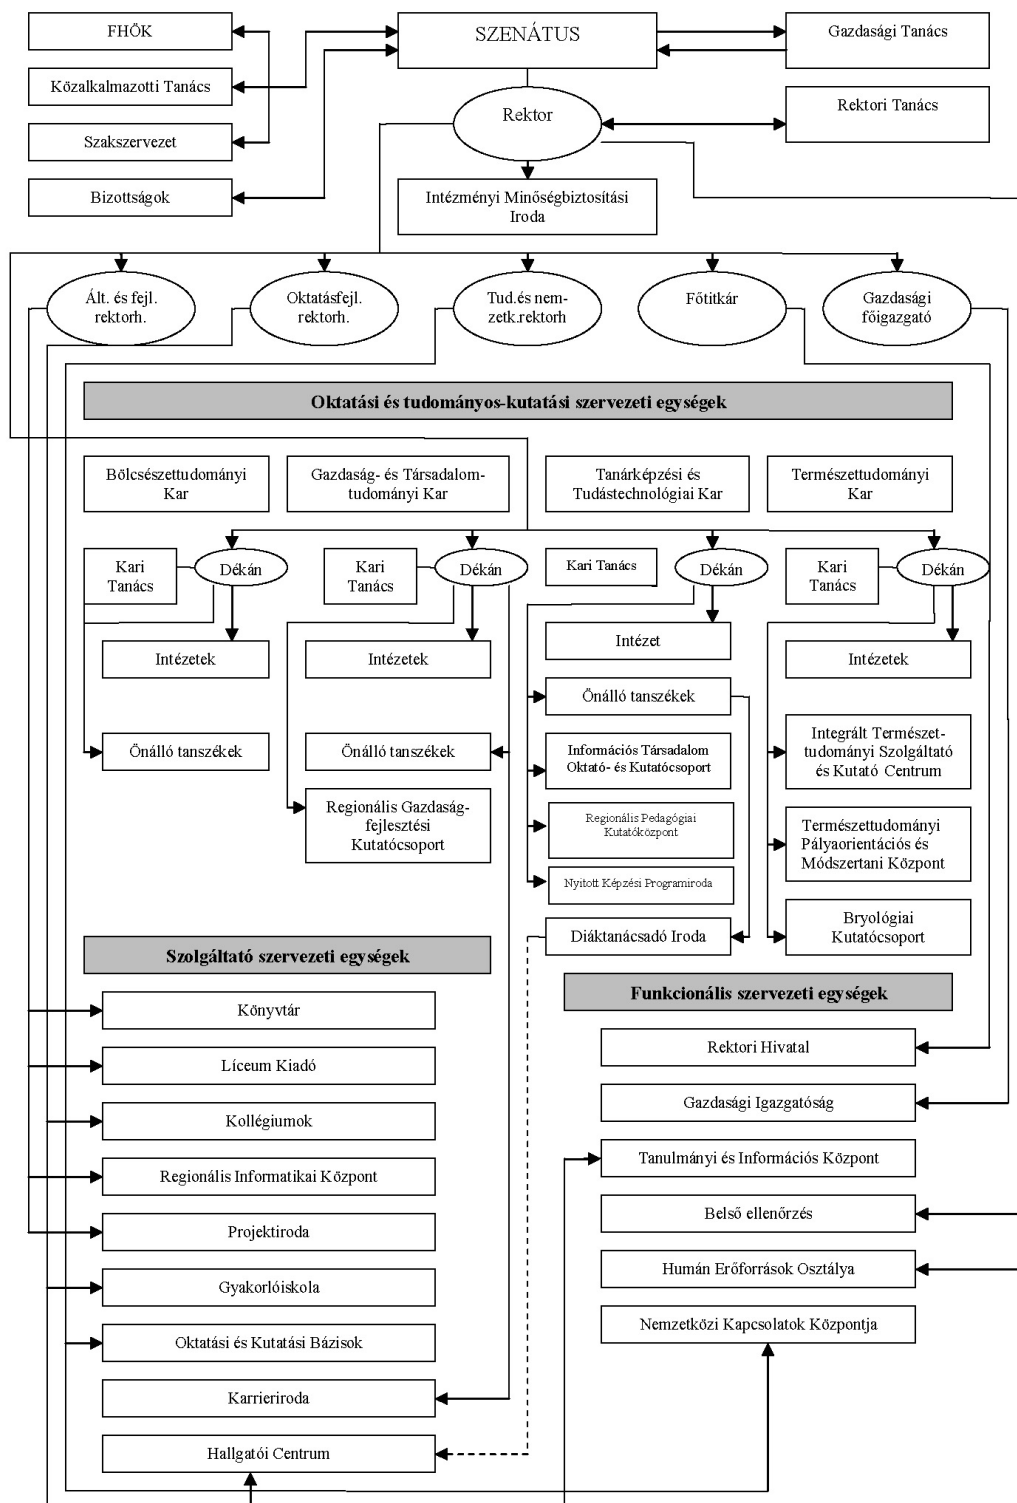 FHÖK
SZENÁTUS
Gazdasági Tanács
Közalkalmazotti Tanács
Rektor
Rektori Tanács
Szakszervezet
Bizottságok
Intézményi Minőségbiztosítási
Iroda
Ált. és fejl.
rektorh.
Oktatásfejl.
rektorh.
Tud.és nem-
zetk.rektorh
Főtitkár
Gazdasági
főigazgató
Oktatási és tudományos-kutatási szervezeti egységek
Bölcsészettudományi
Kar
Gazdaság- és Társadalom-
tudományi Kar
Tanárképzési és
Tudástechnológiai Kar
Természettudományi
Kar
Kari
Tanács
Dékán
Kari
Tanács
Dékán
Kari Tanács
Dékán
Kari
Tanács
Dékán
Intézetek
Intézetek
Intézet
Intézetek
Önálló tanszékek
Önálló tanszékek
Önálló tanszékek
Információs Társadalom
Oktató- és Kutatócsoport
Integrált Természet-
tudományi Szolgáltató
és Kutató Centrum
Regionális Gazdaság-
fejlesztési
Kutatócsoport
Regionális Pedagógiai
Kutatóközpont
Természettudományi
Pályaorientációs és
Módszertani Központ
Nyitott Képzési Programiroda
Diáktanácsadó Iroda
Bryológiai
Kutatócsoport
Szolgáltató szervezeti egységek
Könyvtár
Líceum Kiadó
Kollégiumok
Regionális Informatikai Központ
Projektiroda
Gyakorlóiskola
Oktatási és Kutatási Bázisok
Karrieriroda
Hallgatói Centrum
Funkcionális szervezeti egységek
Rektori Hivatal
Gazdasági Igazgatóság
Tanulmányi és Információs Központ
Belső ellenőrzés
Humán Erőforrások Osztálya
Nemzetközi Kapcsolatok Központja